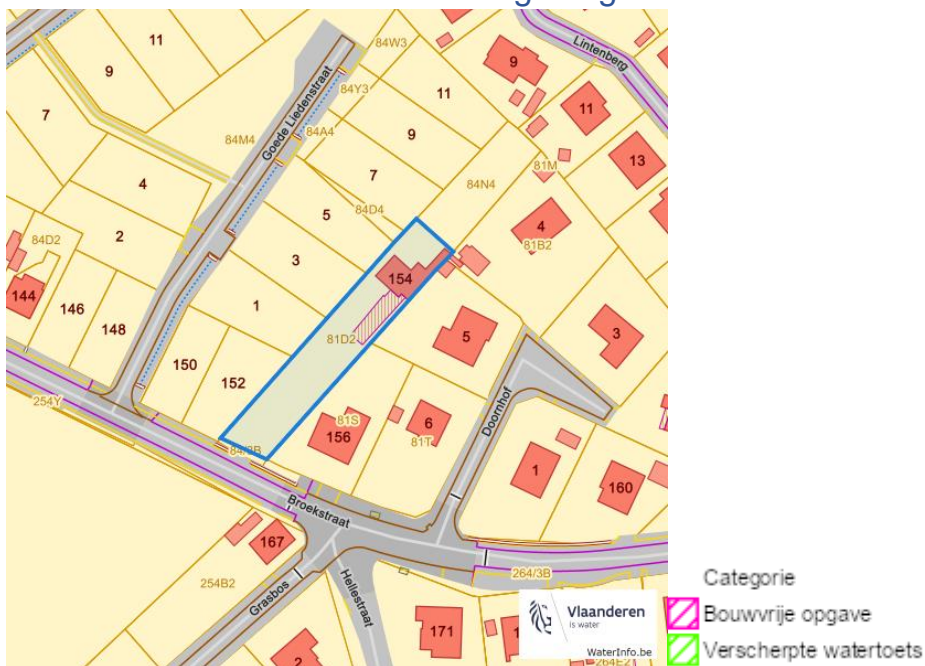 11
84W3
Lintenberg
9
9
84Y3
11
11
7
Goede Liedenstraat
84A4
84M4
9
13
81M
4
7
84N4
5
84D4
4
2
81B2
84D2
3
154
144
146
1
5
3
148
81D2
150
152
254Y
81S
6
156
81T
Doornhof
84/3B
1
160
Broekstraat
167
254B2
264/3B
Categorie
Grasbos
Hellestraat
Vlaanderen
is water
Bouwvrije opgave
171
WaterInfo.be
Verscherpte watertoets
2
264E2